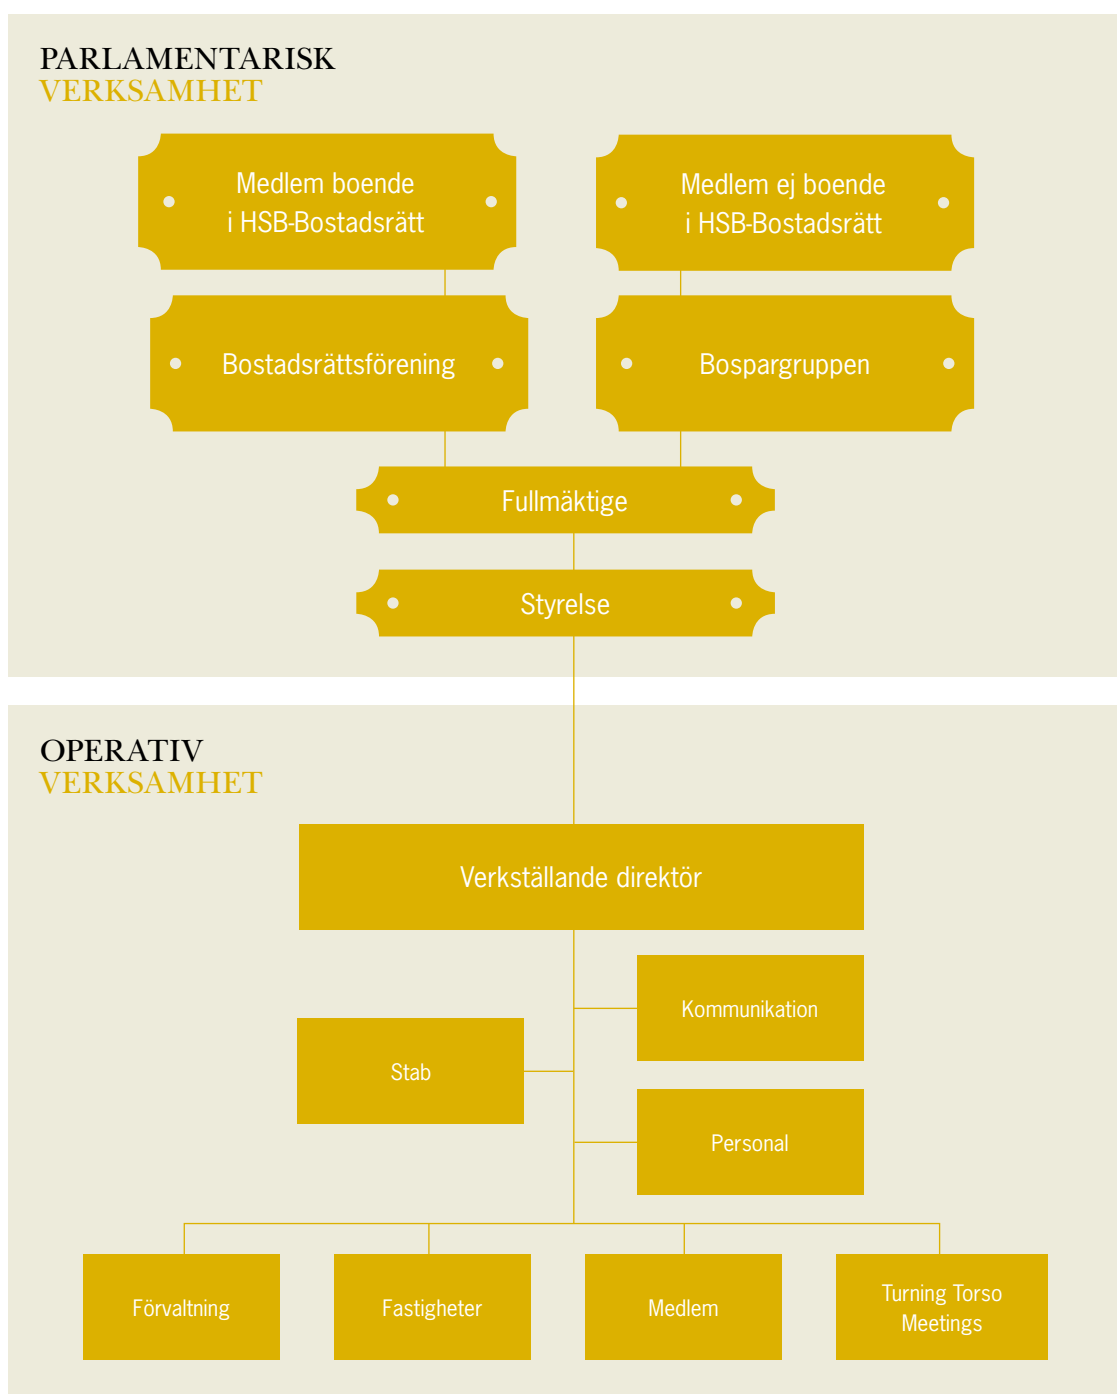 PARLAMENTARISK
VERKSAMHET
Medlem boende
i HSB-Bostadsrätt
Medlem ej boende
i HSB-Bostadsrätt
Bostadsrättsförening
Bospargruppen
Fullmäktige
Styrelse
OPERATIV
VERKSAMHET
Verkställande direktör
Kommunikation
Stab
Personal
Förvaltning
Fastigheter
Medlem
Turning Torso
Meetings